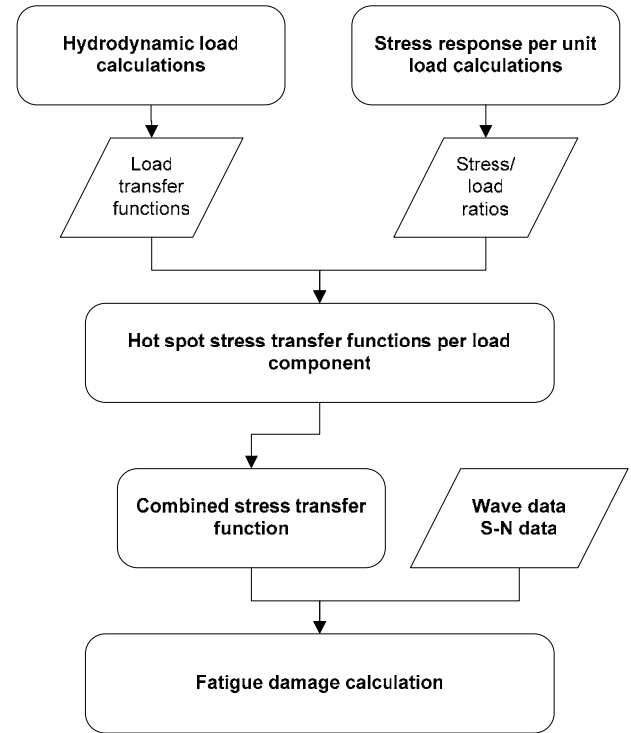 Hydrodynamic load
calculations
Stress response per unit
load calculations
Load
transfer
functions
Stress/
load
ratios
Hot spot stress transfer functions per load
component
Combined stress transfer
function
Wave data
S-N data
Fatigue damage calculation